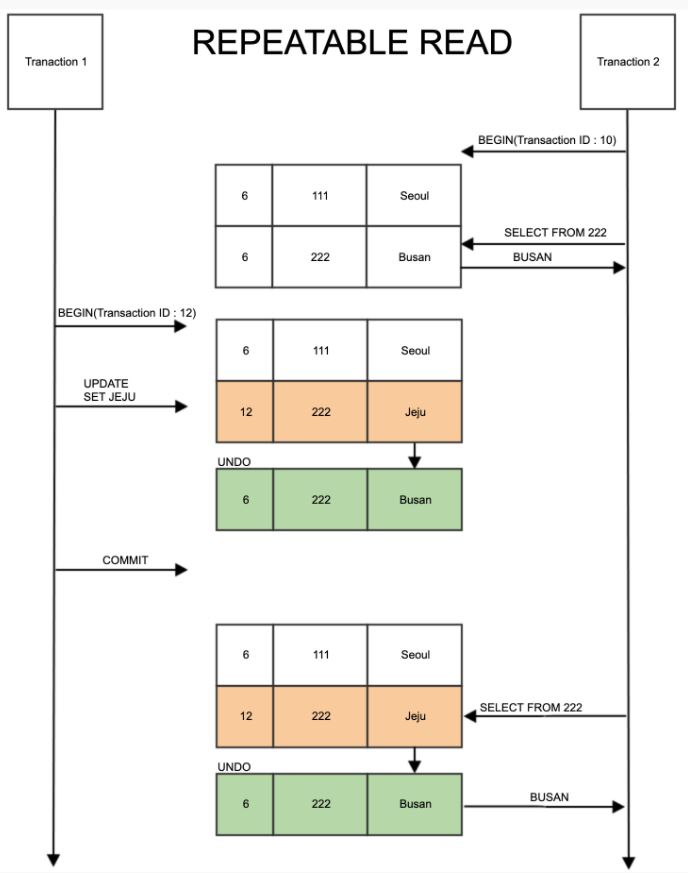 REPEATABLE READ
Tranaction 1
Tranaction 2
BEGIN(Transaction ID : 10)
6 111 Seoul
SELECT FROM 222
6 222 Busan
BUSAN
BEGIN(Transaction ID : 12)
6 111 Seoul
UPDATE
SET JEJU
12 222 Jeju
UNDO
6 222 Busan
COMMIT
6 111 Seoul
12 222 Jeju
SELECT FROM 222
UNDO
6 222 Busan
BUSAN